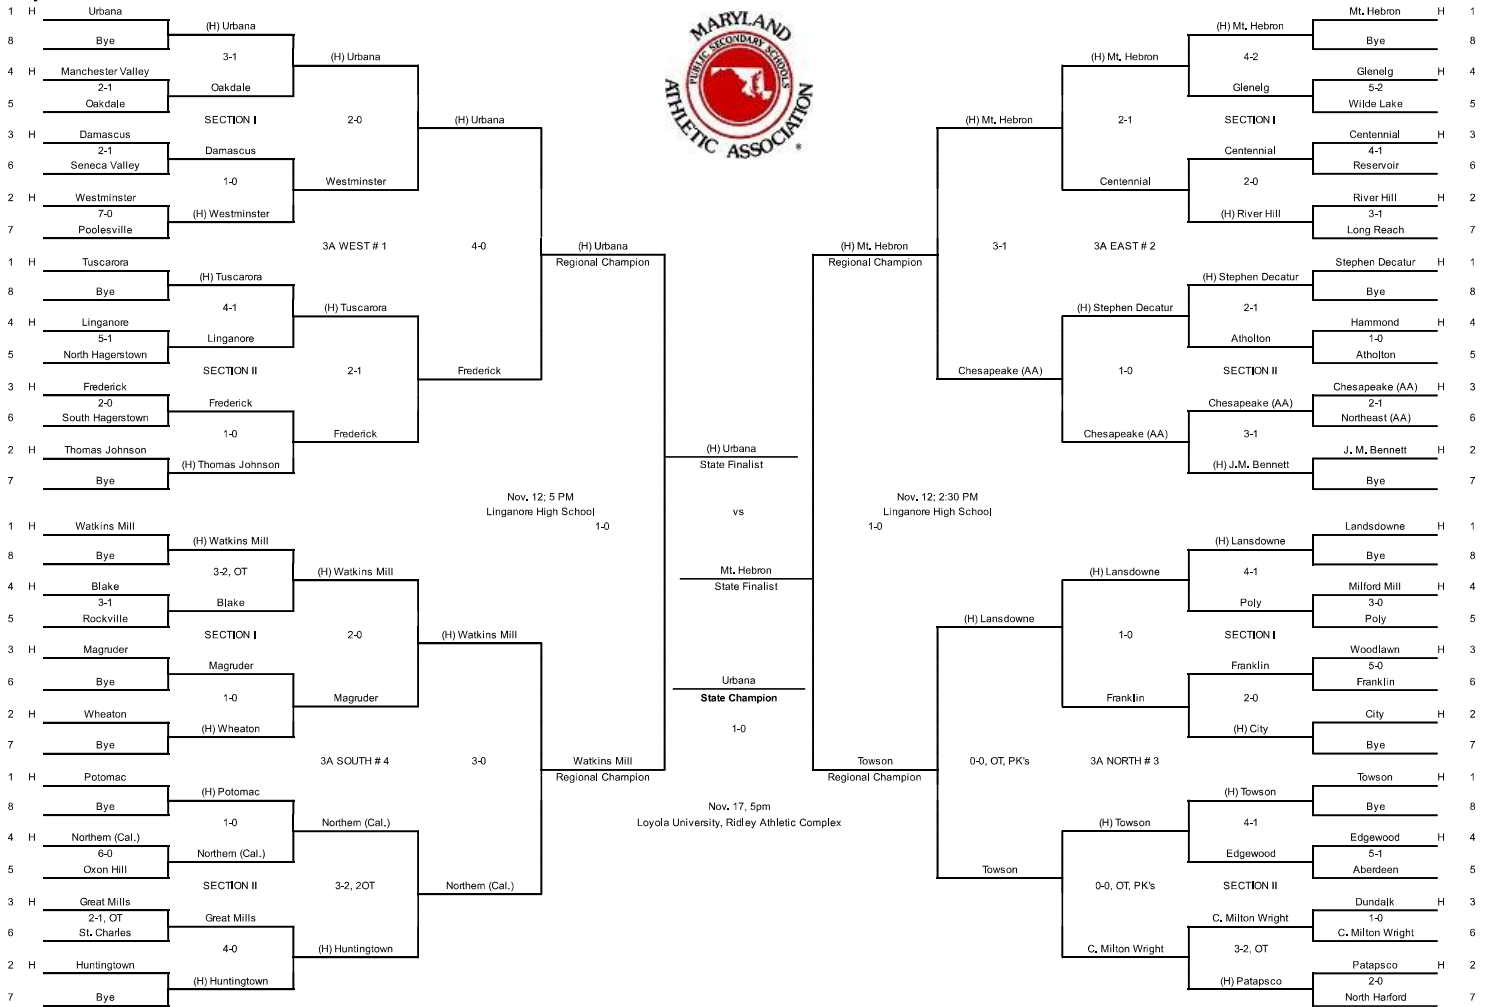 1 H Urbana
8 Bye
(H) Urbana
3-1
4 H Manchester Valley
2-1
5 Oakdale
Oakdale
(H) Urbana
SECTION I
2-0
3 H Damascus
2-1
6 Seneca Valley
Damascus
1-0
2 H Westminster
7-0
7 Poolesville
(H) Westminster
Westminster
(H) Urbana
3A WEST # 1
4-0
1 H Tuscarora
8 Bye
(H) Tuscarora
4-1
4 H Linganore
5-1
5 North Hagerstown
Linganore
(H) Tuscarora
SECTION II
2-1
3 H Frederick
2-0
6 South Hagerstown
Frederick
1-0
2 H Thomas Johnson
7 Bye
(H) Thomas Johnson
Frederick
Frederick
(H) Urbana
Regional Champion
Nov. 12; 5 PM
Linganore High School
1-0
1 H Watkins Mill
8 Bye
(H) Watkins Mill
3-2, OT
4 H Blake
3-1
5 Rockville
Blake
(H) Watkins Mill
SECTION I
2-0
3 H Magruder
6 Bye
Magruder
1-0
2 H Wheaton
7 Bye
(H) Wheaton
Magruder
(H) Watkins Mill
3A SOUTH # 4
3-0
1 H Potomac
8 Bye
(H) Potomac
1-0
4 H Northern (Cal.)
6-0
5 Oxon Hill
Northern (Cal.)
Northern (Cal.)
SECTION II
3-2, 2OT
3 H Great Mills
2-1, OT
6 St. Charles
Great Mills
4-0
2 H Huntingtown
7 Bye
(H) Huntingtown
(H) Huntingtown
Northern (Cal.)
Watkins Mill
Regional Champion
MARYLAND
PUBLIC SECONDARY SCHOOLS
ATHLETIC ASSOCIATION
®
(H) Urbana
State Finalist
vs
Mt. Hebron
State Finalist
Urbana
State Champion
1-0
Nov. 17, 5pm
Loyola University, Ridley Athletic Complex
Mt. Hebron H 1
Bye 8
(H) Mt. Hebron
4-2
Glenelg H 4
5-2
Wilde Lake 5
Glenelg
(H) Mt. Hebron
SECTION I
2-1
Centennial H 3
4-1
Reservoir 6
Centennial
2-0
River Hill H 2
3-1
Long Reach 7
(H) River Hill
Centennial
(H) Mt. Hebron
3A EAST # 2
3-1
Stephen Decatur H 1
Bye 8
(H) Stephen Decatur
2-1
Hammond H 4
1-0
Atholton 5
Atholton
(H) Stephen Decatur
SECTION II
1-0
Chesapeake (AA) H 3
2-1
Northeast (AA) 6
Chesapeake (AA)
3-1
J. M. Bennett H 2
Bye 7
(H) J.M. Bennett
Chesapeake (AA)
Chesapeake (AA)
(H) Mt. Hebron
Regional Champion
Nov. 12; 2:30 PM
Linganore High School
1-0
Landsdowne H 1
Bye 8
(H) Lansdowne
4-1
Milford Mill H 4
3-0
Poly 5
Poly
(H) Lansdowne
SECTION I
1-0
Woodlawn H 3
5-0
Franklin 6
Franklin
2-0
City H 2
Bye 7
(H) City
Franklin
(H) Lansdowne
3A NORTH # 3
0-0, OT, PK's
Towson H 1
Bye 8
(H) Towson
4-1
Edgewood H 4
5-1
Aberdeen 5
Edgewood
(H) Towson
SECTION II
0-0, OT, PK's
Dundalk H 3
1-0
C. Milton Wright 6
C. Milton Wright
3-2, OT
Patapsco H 2
2-0
North Harford 7
(H) Patapsco
C. Milton Wright
Towson
Towson
Regional Champion